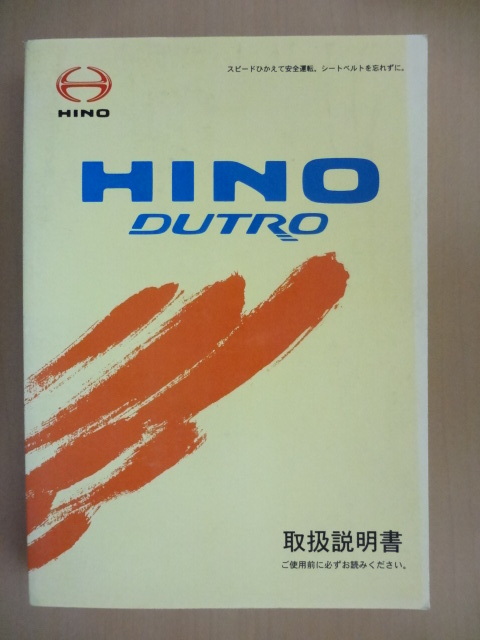 スピードひかえて安全運転、シートベルトを忘れずに。
HINO
HINO
DUTRO
取扱説明書
ご使用前に必ずお読みください。